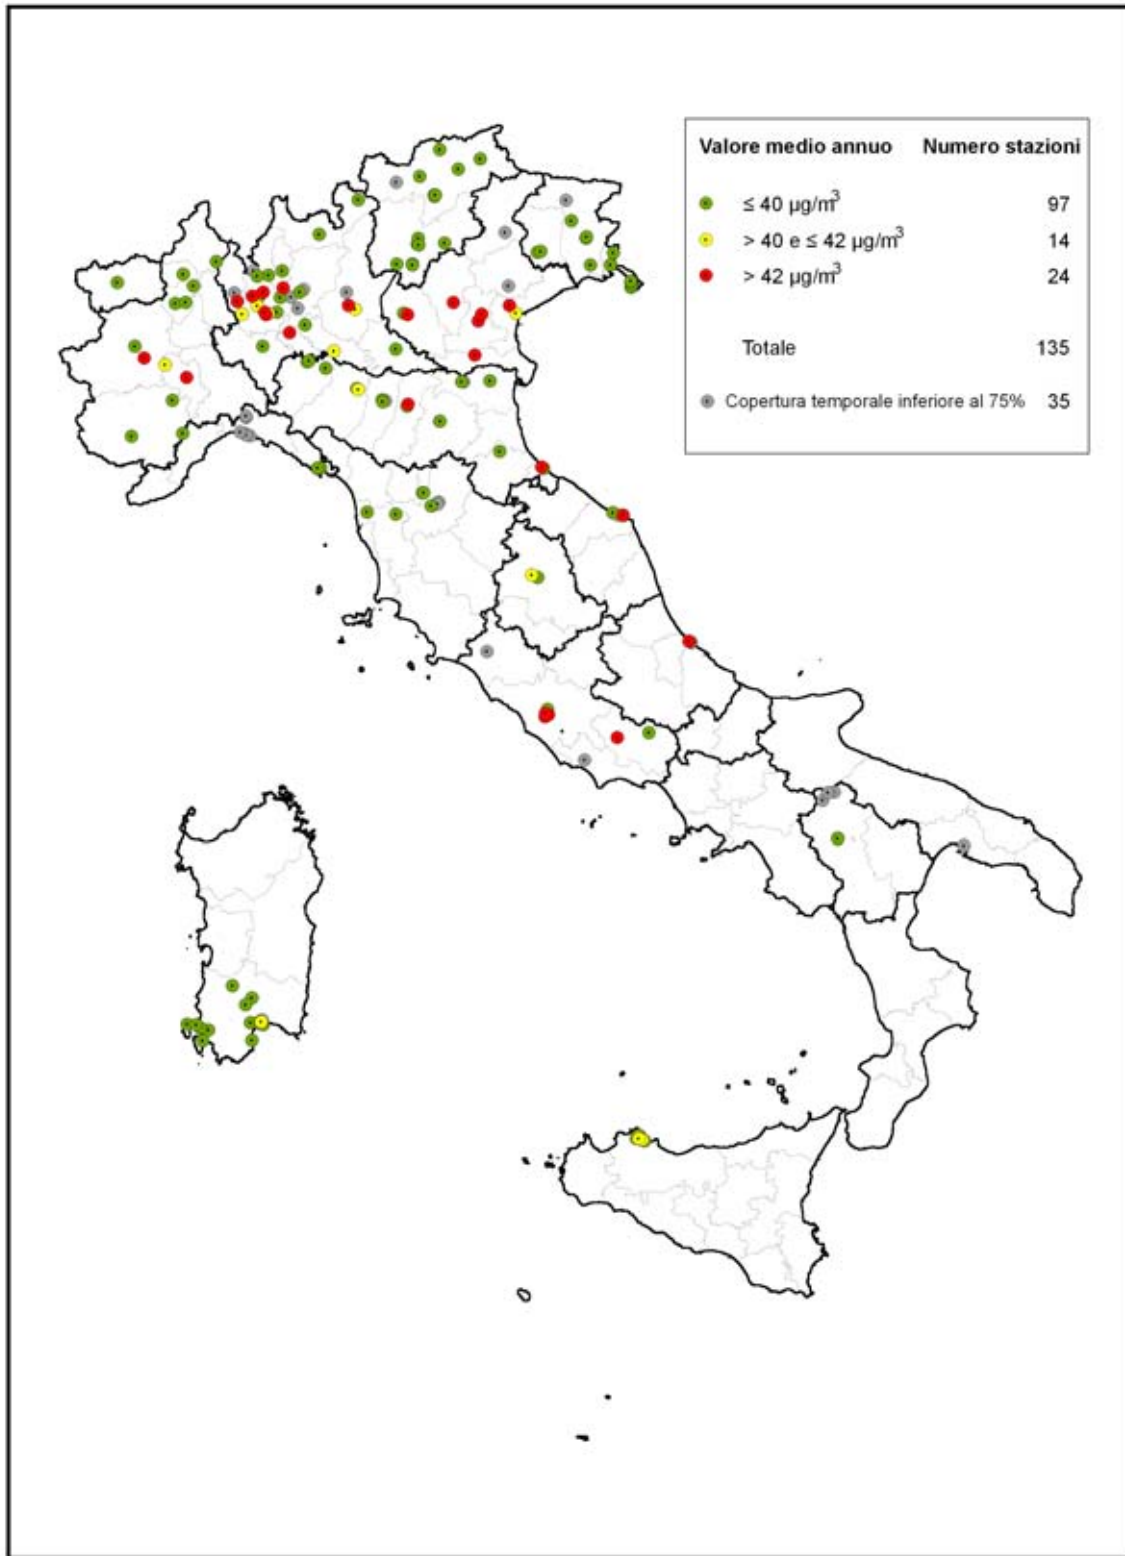 Valore medio annuo Numero stazioni
≤ 40 µg/m³ 97
> 40 e ≤ 42 µg/m³ 14
> 42 µg/m³ 24
Totale 135
Copertura temporale inferiore al 75% 35